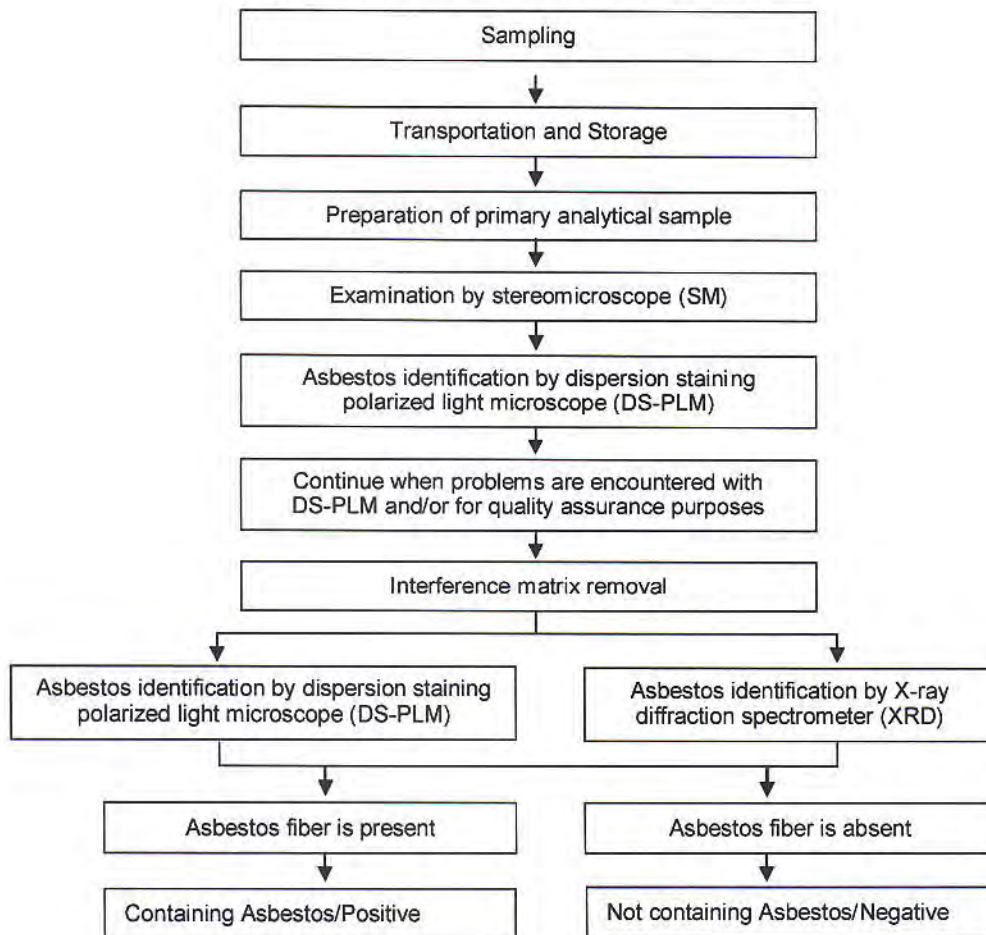 Sampling
Transportation and Storage
Preparation of primary analytical sample
Examination by stereomicroscope (SM)
Asbestos identification by dispersion staining
polarized light microscope (DS-PLM)
Continue when problems are encountered with
DS-PLM and/or for quality assurance purposes
Interference matrix removal
Asbestos identification by dispersion staining
polarized light microscope (DS-PLM)
Asbestos identification by X-ray
diffraction spectrometer (XRD)
Asbestos fiber is present
Asbestos fiber is absent
Containing Asbestos/Positive
Not containing Asbestos/Negative